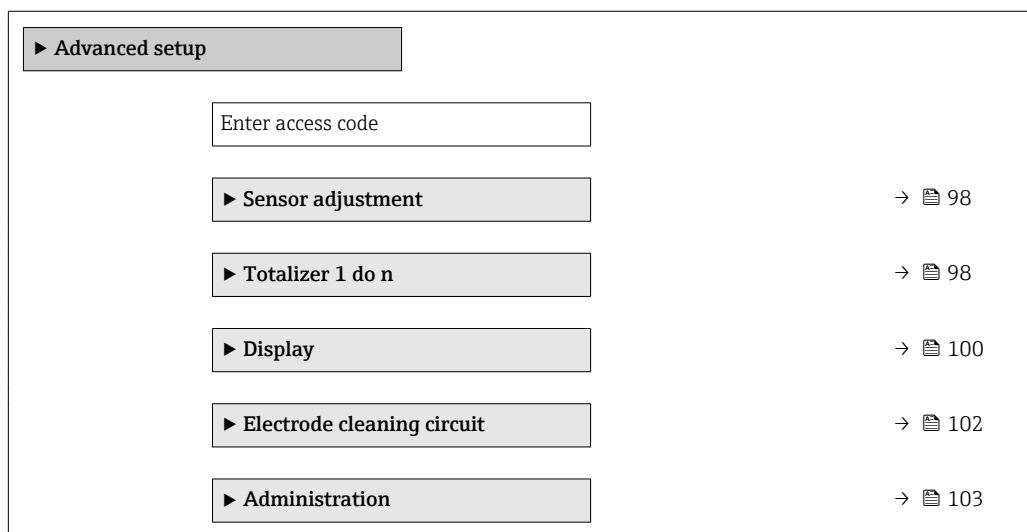 ▶ Advanced setup
Enter access code
▶ Sensor adjustment → 98
▶ Totalizer 1 do n → 98
▶ Display → 100
▶ Electrode cleaning circuit → 102
▶ Administration → 103